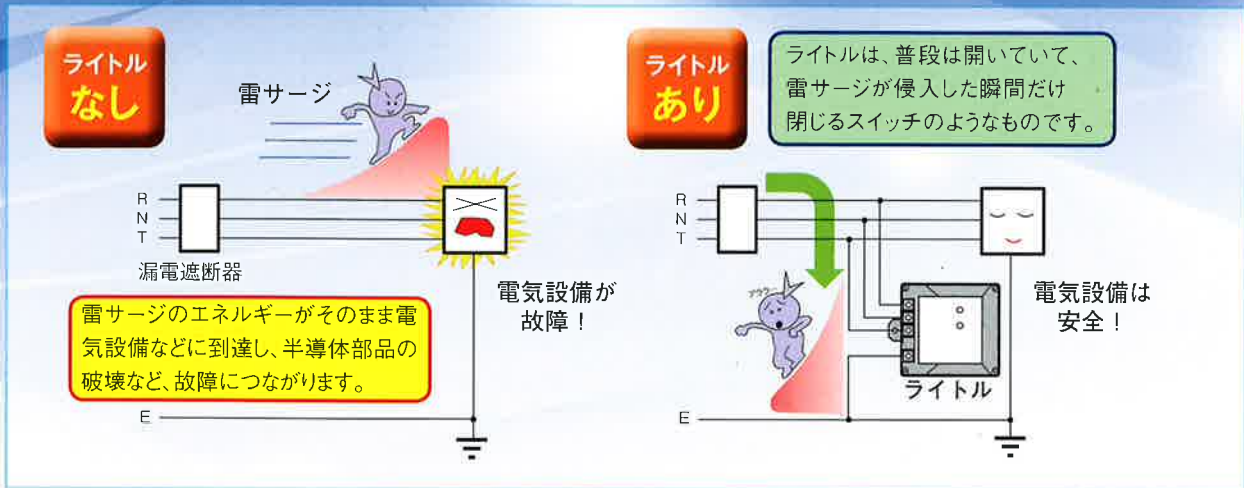 ライトル
なし
雷サージ
R
N
T
漏電遮断器
雷サージのエネルギーがそのまま電
気設備などに到達し、半導体部品の
破壊など、故障につながります。
電気設備が
故障！
E
ライトル
あり
ライトルは、普段は開いていて、
雷サージが侵入した瞬間だけ
閉じるスイッチのようなものです。
R
N
T
ライトル
電気設備は
安全！
E